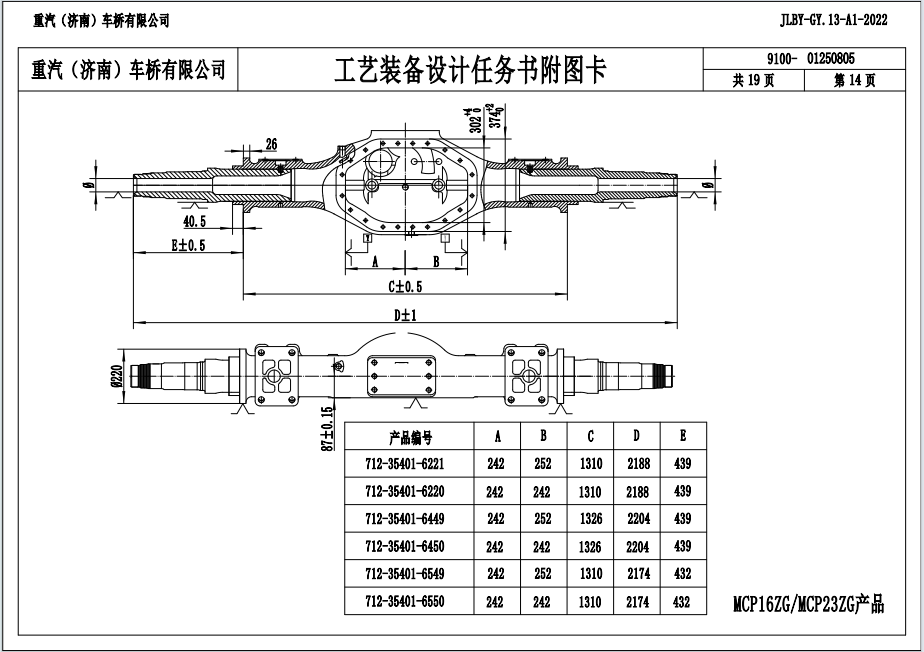 重汽（济南）车桥有限公司 JLBY-GY.13-A1-2022
重汽（济南）车桥有限公司 工艺装备设计任务书附图卡 9100- 01250805
共 19 页 第 14 页
302 +4 0
374 +2 0
26
Ø
Ø
40.5
E±0.5
A B
C±0.5
D±1
Ø220
87±0.15
产品编号 A B C D E
712-35401-6221 242 252 1310 2188 439
712-35401-6220 242 242 1310 2188 439
712-35401-6449 242 252 1326 2204 439
712-35401-6450 242 242 1326 2204 439
712-35401-6549 242 252 1310 2174 432
712-35401-6550 242 242 1310 2174 432
MCP16ZG/MCP23ZG产品